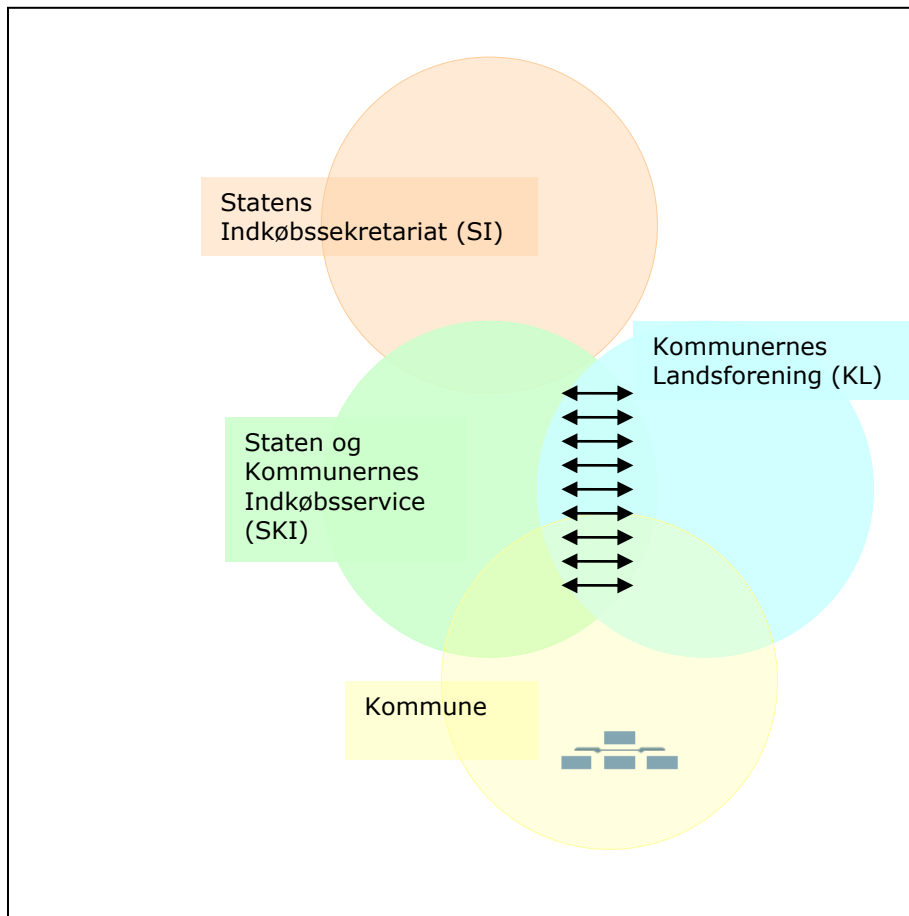 Statens
Indkøbssekretariat (SI)
Kommunernes
Landsforening (KL)
Staten og
Kommunernes
Indkøbsservice
(SKI)
Kommune